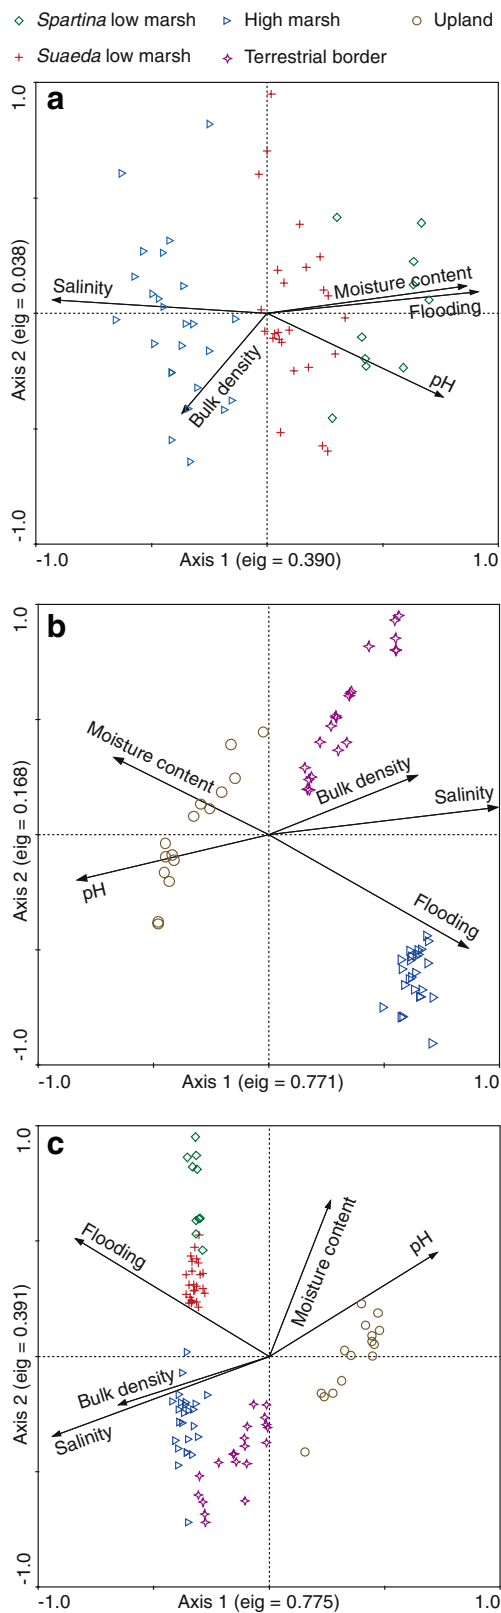 Spartina low marsh
High marsh
Upland
Suaeda low marsh
Terrestrial border
a
1.0
Axis 2 (eig = 0.038)
-1.0
Salinity
Moisture content
Flooding
pH
Bulk density
-1.0
Axis 1 (eig = 0.390)
1.0
b
1.0
Axis 2 (eig = 0.168)
-1.0
Moisture content
Bulk density
Salinity
pH
Flooding
-1.0
Axis 1 (eig = 0.771)
1.0
c
1.0
Axis 2 (eig = 0.391)
-1.0
Flooding
Moisture content
pH
Bulk density
Salinity
-1.0
Axis 1 (eig = 0.775)
1.0